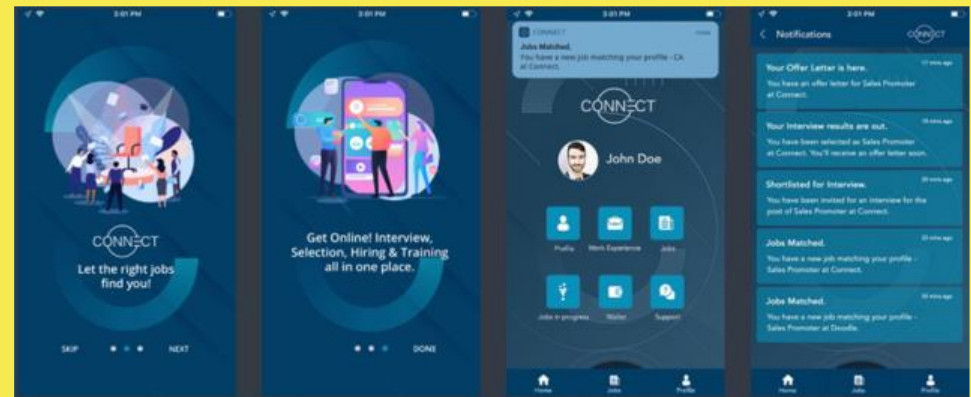 3:01 PM
CONNECT
Let the right jobs
find you!
SKIP
NEXT
3:01 PM
Get Online! Interview,
Selection, Hiring & Training
all in one place.
DONE
3:01 PM
CONNECT
now
Jobs Matched.
You have a new job matching your profile - CA
at Connect.
CONNECT
John Doe
Profile
Work Experience
Jobs
Jobs in progress
Wallet
Support
Home
Jobs
Profile
3:01 PM
Notifications
CONNECT
Your Offer Letter is here.
17 mins ago
You have an offer letter for Sales Promoter
at Connect.
Your Interview results are out.
You have been selected as Sales Promoter
at Connect. You'll receive an offer letter soon.
Shortlisted for Interview.
You have been invited for an interview for the
post of Sales Promoter at Connect.
Jobs Matched.
You have a new job matching your profile -
Sales Promoter at Connect.
Jobs Matched.
You have a new job matching your profile -
Sales Promoter at Doodle.
Home
Jobs
Profile